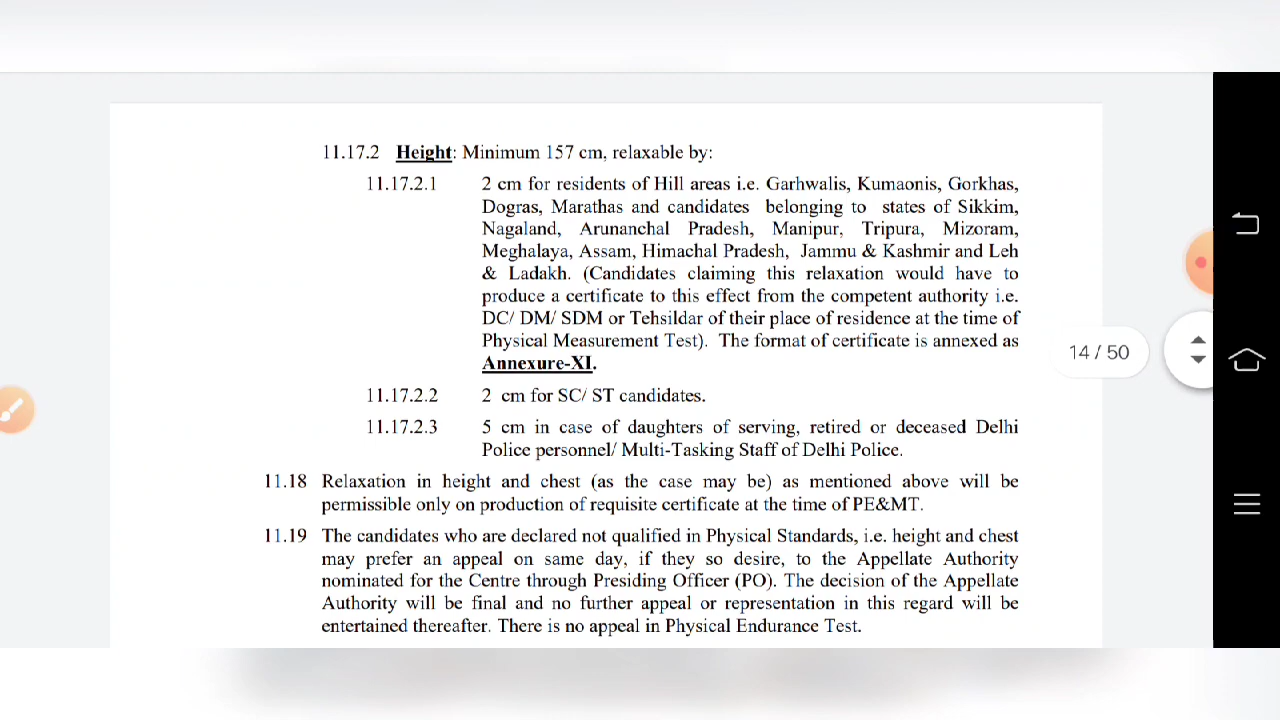 11.17.2 Height: Minimum 157 cm, relaxable by:
11.17.2.1 2 cm for residents of Hill areas i.e. Garhwalis, Kumaonis, Gorkhas,
Dogras, Marathas and candidates belonging to states of Sikkim,
Nagaland, Arunanchal Pradesh, Manipur, Tripura, Mizoram,
Meghalaya, Assam, Himachal Pradesh, Jammu & Kashmir and Leh
& Ladakh. (Candidates claiming this relaxation would have to
produce a certificate to this effect from the competent authority i.e.
DC/ DM/ SDM or Tehsildar of their place of residence at the time of
Physical Measurement Test). The format of certificate is annexed as
Annexure-XI.
11.17.2.2 2 cm for SC/ ST candidates.
11.17.2.3 5 cm in case of daughters of serving, retired or deceased Delhi
Police personnel/ Multi-Tasking Staff of Delhi Police.
11.18 Relaxation in height and chest (as the case may be) as mentioned above will be
permissible only on production of requisite certificate at the time of PE&MT.
11.19 The candidates who are declared not qualified in Physical Standards, i.e. height and chest
may prefer an appeal on same day, if they so desire, to the Appellate Authority
nominated for the Centre through Presiding Officer (PO). The decision of the Appellate
Authority will be final and no further appeal or representation in this regard will be
entertained thereafter. There is no appeal in Physical Endurance Test.
14 / 50